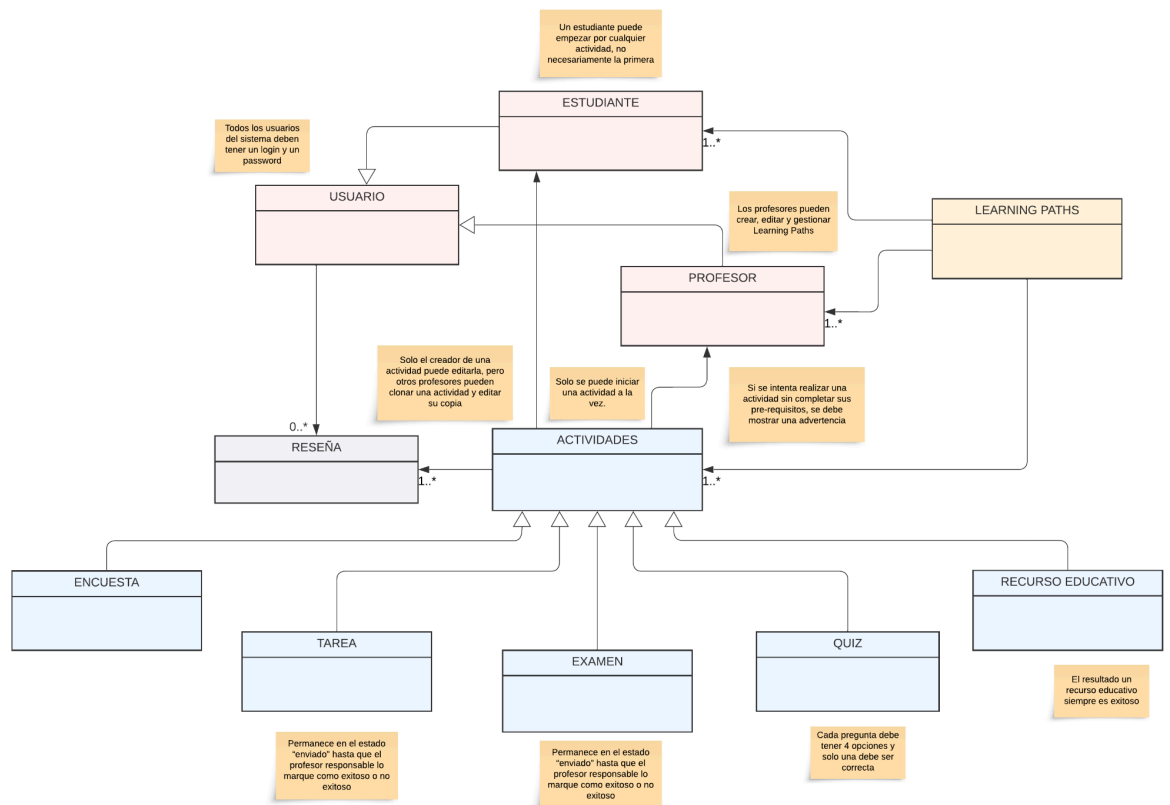 Un estudiante puede
empezar por cualquier
actividad, no
necesariamente la primera
ESTUDIANTE
1..*
Todos los usuarios
del sistema deben
tener un login y un
password
USUARIO
Los profesores pueden
crear, editar y gestionar
Learning Paths
LEARNING PATHS
PROFESOR
1..*
Solo el creador de una
actividad puede editarla, pero
otros profesores pueden
clonar una actividad y editar
su copia
Solo se puede iniciar
una actividad a la
vez.
Si se intenta realizar una
actividad sin completar sus
pre-requisitos, se debe
mostrar una advertencia
0..*
RESEÑA
1..*
ACTIVIDADES
1..*
ENCUESTA
TAREA
EXAMEN
QUIZ
RECURSO EDUCATIVO
El resultado un
recurso educativo
siempre es exitoso
Permanece en el estado
"enviado" hasta que el
profesor responsable lo
marque como exitoso o no
exitoso
Permanece en el estado
"enviado" hasta que el
profesor responsable lo
marque como exitoso o no
exitoso
Cada pregunta debe
tener 4 opciones y
solo una debe ser
correcta